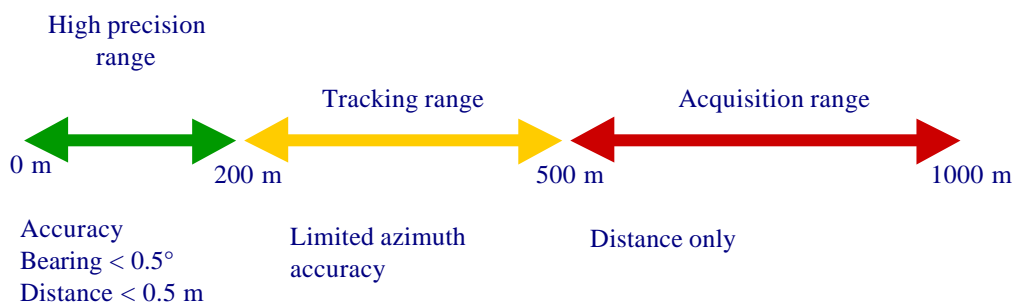 High precision
range
Tracking range
Acquisition range
0 m
200 m
500 m
1000 m
Accuracy
Bearing < 0.5°
Distance < 0.5 m
Limited azimuth
accuracy
Distance only